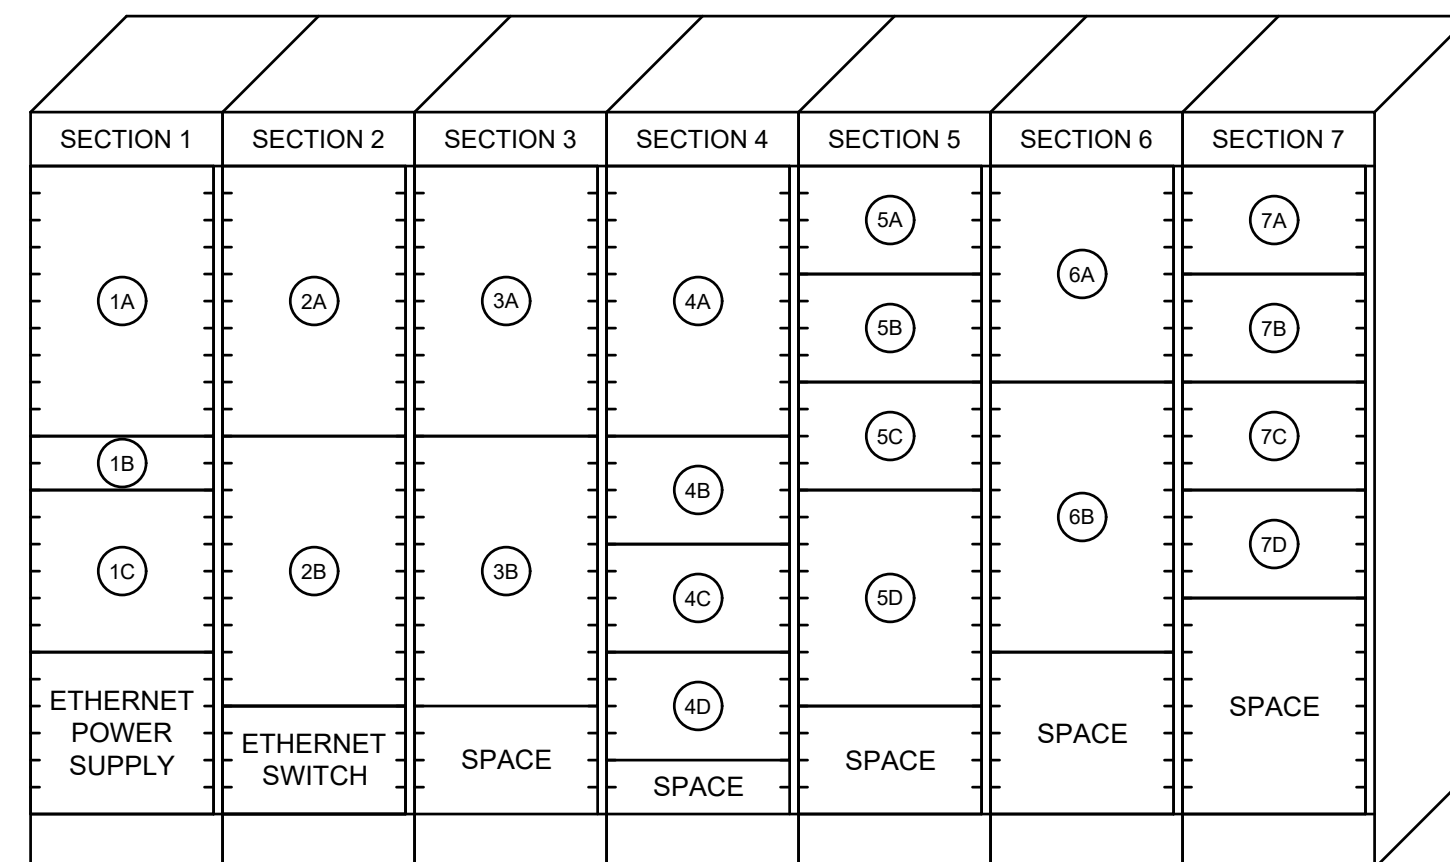 SECTION 1
SECTION 2
SECTION 3
SECTION 4
SECTION 5
SECTION 6
SECTION 7
1A
1B
1C
ETHERNET
POWER
SUPPLY
2A
2B
ETHERNET
SWITCH
3A
3B
SPACE
4A
4B
4C
4D
SPACE
5A
5B
5C
5D
SPACE
6A
6B
SPACE
7A
7B
7C
7D
SPACE